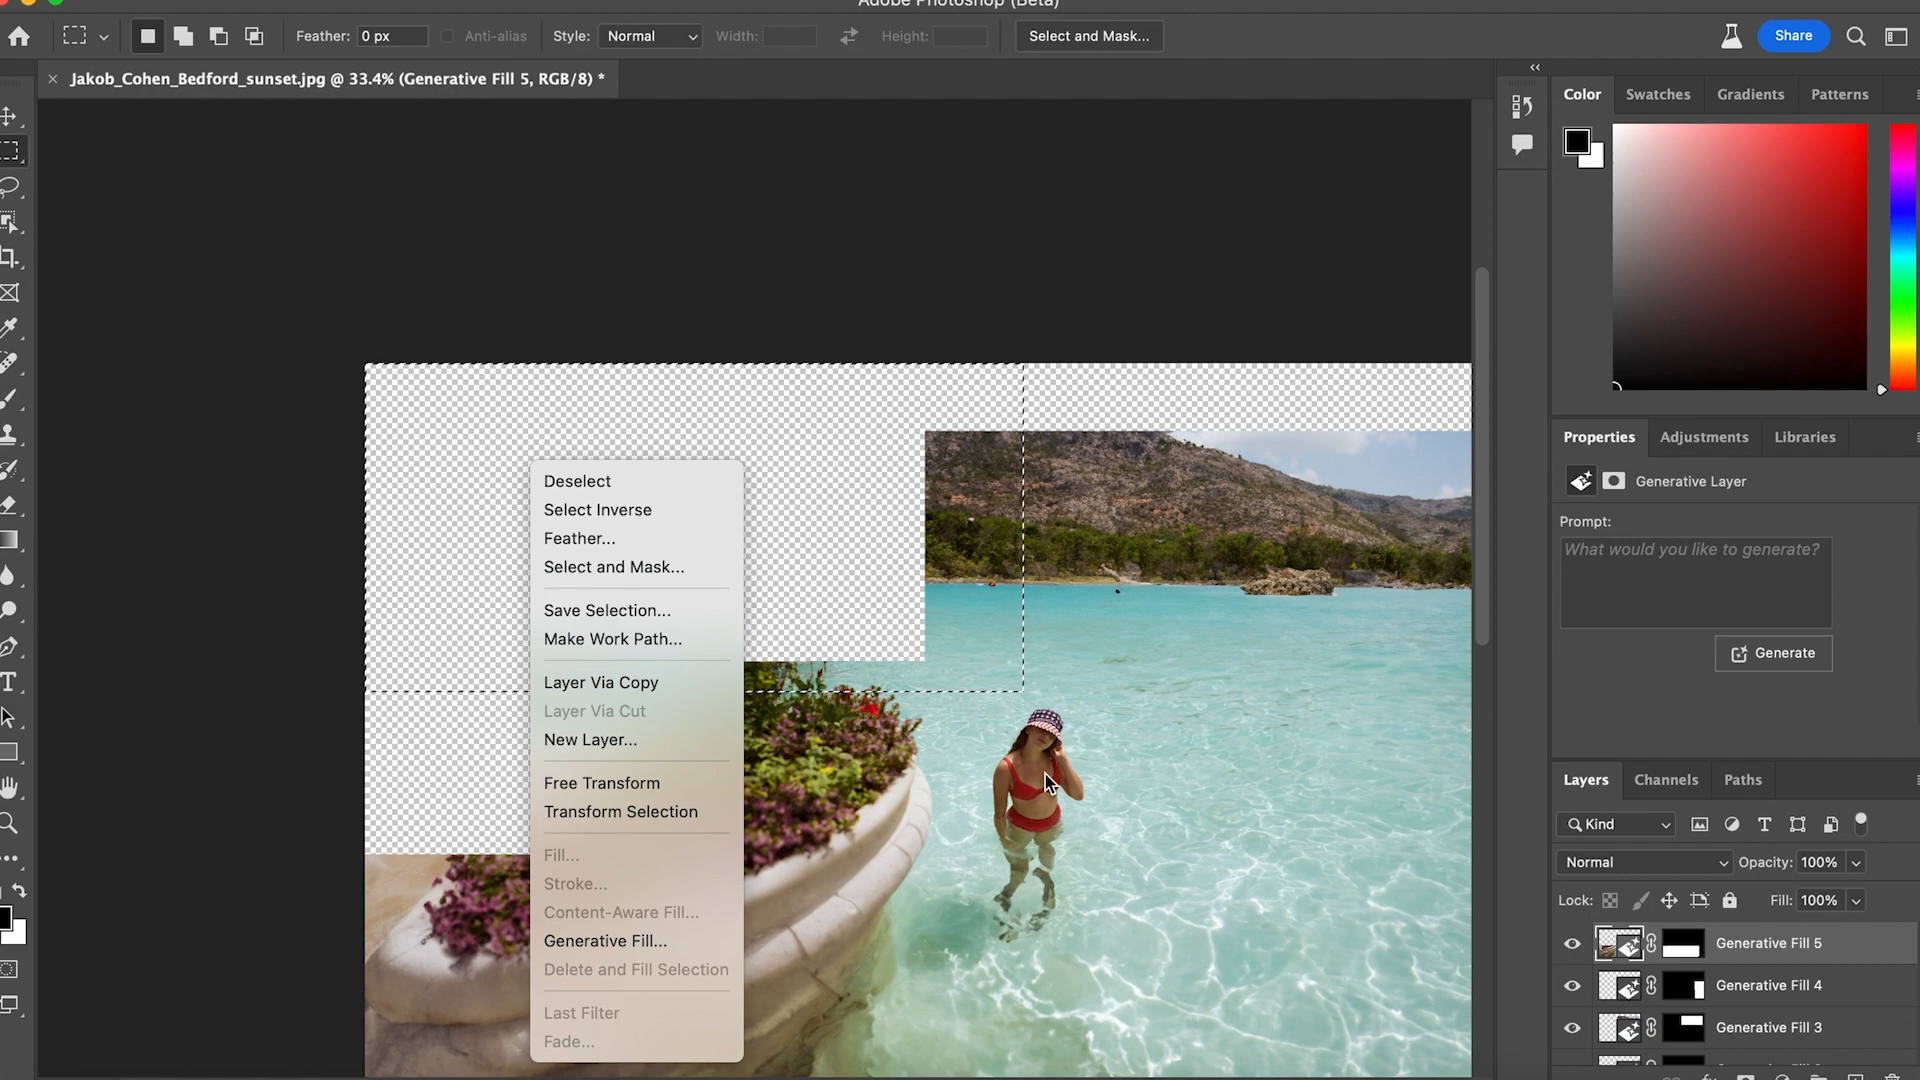 Adobe Photoshop (Beta)
Feather: 0 px Anti-alias Style: Normal Width: Height: Select and Mask... Share
× Jakob_Cohen_Bedford_sunset.jpg @ 33.4% (Generative Fill 5, RGB/8) *
Color Swatches Gradients Patterns
Properties Adjustments Libraries
Generative Layer
Prompt:
What would you like to generate?
Generate
Deselect
Select Inverse
Feather...
Select and Mask...
Save Selection...
Make Work Path...
Layer Via Copy
Layer Via Cut
New Layer...
Free Transform
Transform Selection
Fill...
Stroke...
Content-Aware Fill...
Generative Fill...
Delete and Fill Selection
Last Filter
Fade...
Layers Channels Paths
Kind
Normal Opacity: 100%
Lock: Fill: 100%
Generative Fill 5
Generative Fill 4
Generative Fill 3